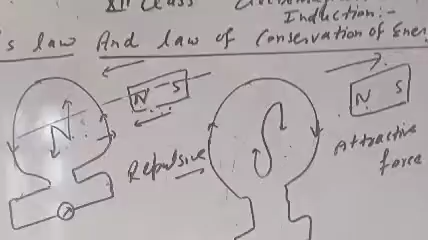 XII Class
Induction:-
's law And law of Conservation of Ener
N S
N
Repulsive
S
N S
Attractive
force